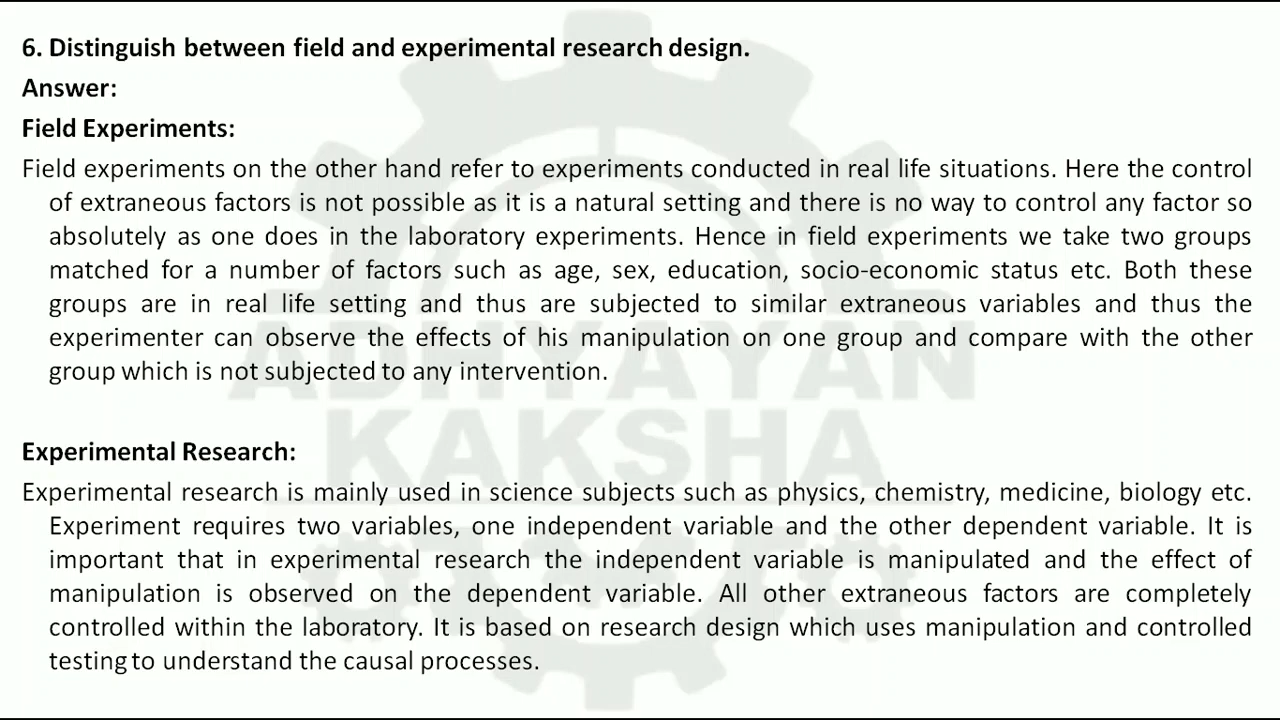 6. Distinguish between field and experimental research design.
Answer:
Field Experiments:
Field experiments on the other hand refer to experiments conducted in real life situations. Here the control
of extraneous factors is not possible as it is a natural setting and there is no way to control any factor so
absolutely as one does in the laboratory experiments. Hence in field experiments we take two groups
matched for a number of factors such as age, sex, education, socio-economic status etc. Both these
groups are in real life setting and thus are subjected to similar extraneous variables and thus the
experimenter can observe the effects of his manipulation on one group and compare with the other
group which is not subjected to any intervention.
ADHYAYAN
KAKSHA
Experimental Research:
Experimental research is mainly used in science subjects such as physics, chemistry, medicine, biology etc.
Experiment requires two variables, one independent variable and the other dependent variable. It is
important that in experimental research the independent variable is manipulated and the effect of
manipulation is observed on the dependent variable. All other extraneous factors are completely
controlled within the laboratory. It is based on research design which uses manipulation and controlled
testing to understand the causal processes.